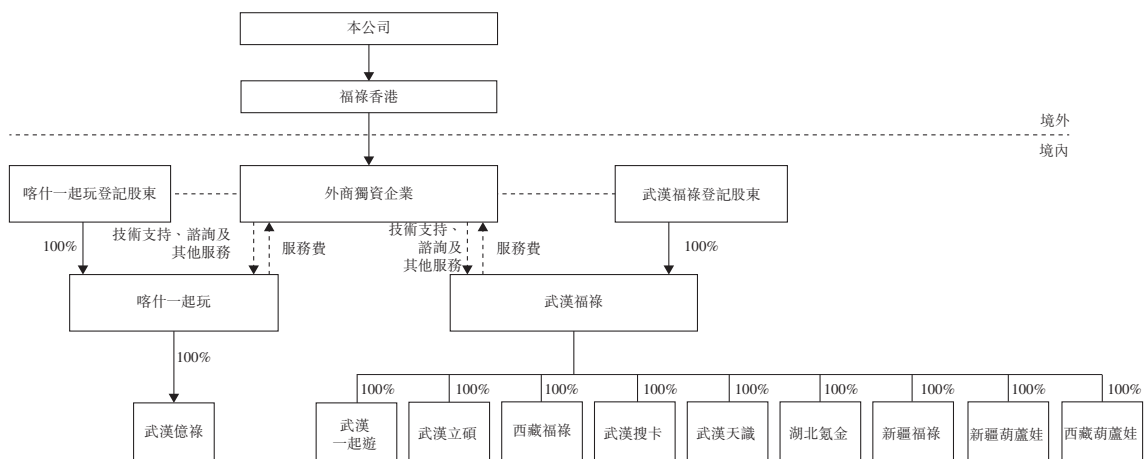 本公司
福祿香港
境外
境內
喀什一起玩登記股東
外商獨資企業
武漢福祿登記股東
100%
技術支持、諮詢及
其他服務
服務費
技術支持、
諮詢及
其他服務
服務費
100%
喀什一起玩
武漢福祿
100%
100%
100%
100%
100%
100%
100%
100%
100%
100%
武漢億祿
武漢
一起遊
武漢立碩
西藏福祿
武漢搜卡
武漢天識
湖北氪金
新疆福祿
新疆葫蘆娃
西藏葫蘆娃